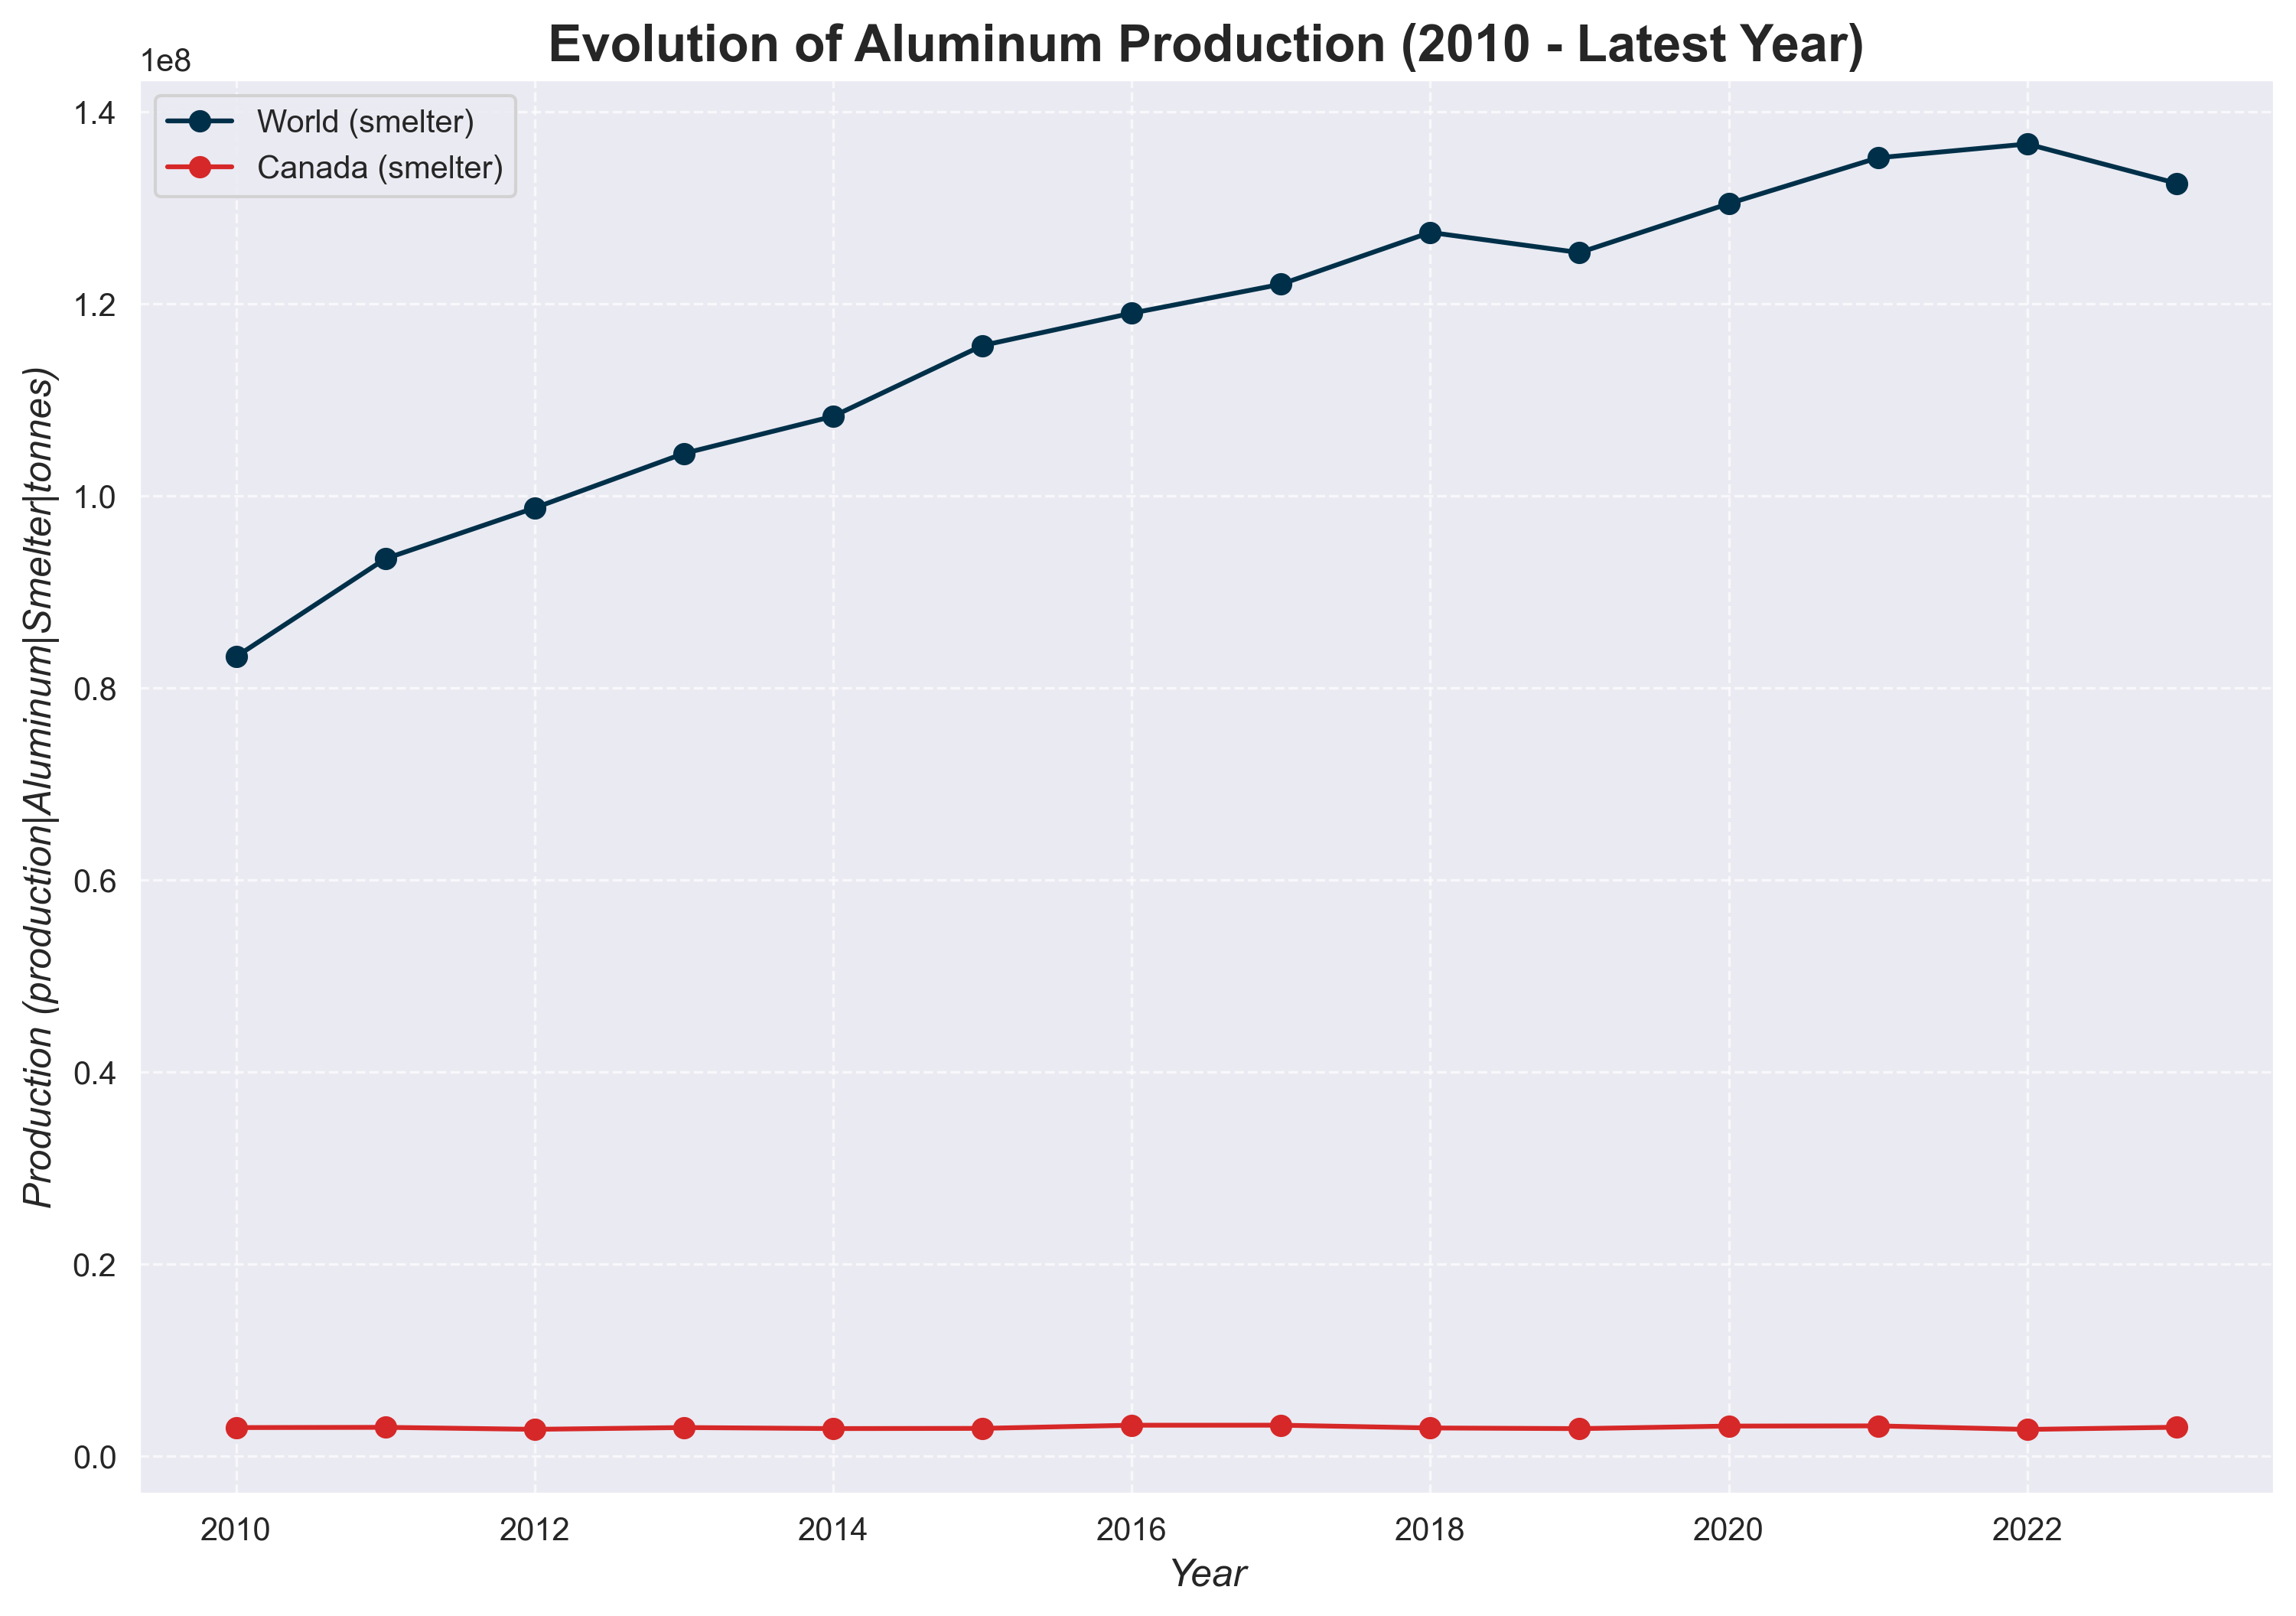 Evolution of Aluminum Production (2010 - Latest Year)
1e8
World (smelter)
Canada (smelter)
Production (production|Aluminum|Smelter|tonnes)
1.4
1.2
1.0
0.8
0.6
0.4
0.2
0.0
2010 2012 2014 2016 2018 2020 2022
Year